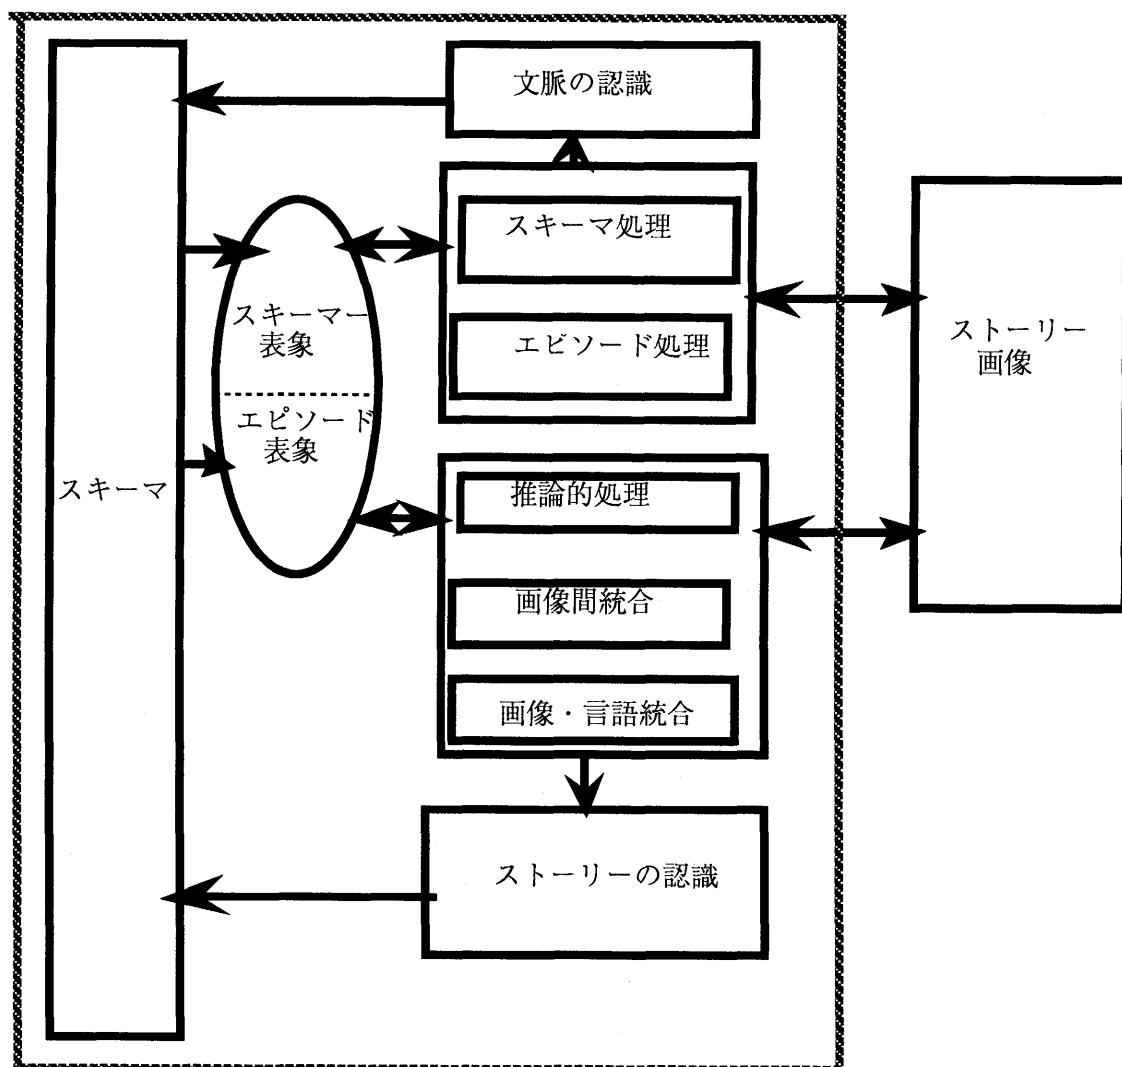 文脈の認識
スキーマ処理
エピソード処理
スキーマー
表象
エピソード
表象
スキーマ
推論的処理
画像間統合
画像・言語統合
ストーリーの認識
ストーリー
画像